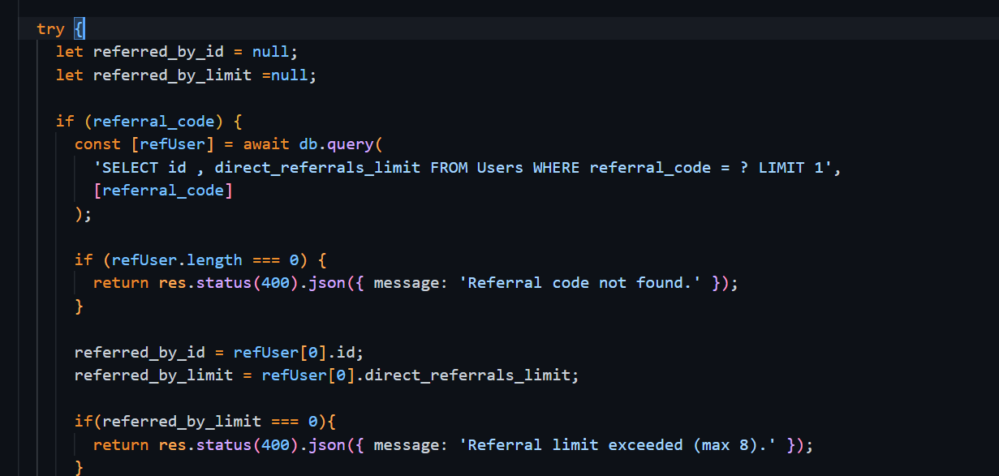 try {
let referred_by_id = null;
let referred_by_limit =null;
if (referral_code) {
const [refUser] = await db.query(
'SELECT id , direct_referrals_limit FROM Users WHERE referral_code = ? LIMIT 1',
[referral_code]
);
if (refUser.length === 0) {
return res.status(400).json({ message: 'Referral code not found.' });
}
referred_by_id = refUser[0].id;
referred_by_limit = refUser[0].direct_referrals_limit;
if(referred_by_limit === 0){
return res.status(400).json({ message: 'Referral limit exceeded (max 8).' });
}